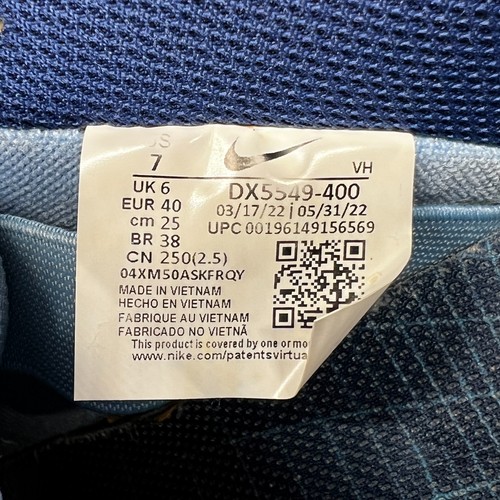 US
7
VH
UK 6
EUR 40
cm 25
BR 38
CN 250(2.5)
DX5549-400
03/17/22 | 05/31/22
UPC 00196149156569
04XM50ASKFRQY
MADE IN VIETNAM
HECHO EN VIETNAM
FABRIQUE AU VIETNAM
FABRICADO NO VIETNÃ
This product is covered by one or mo
www.nike.com/patentsvirtua